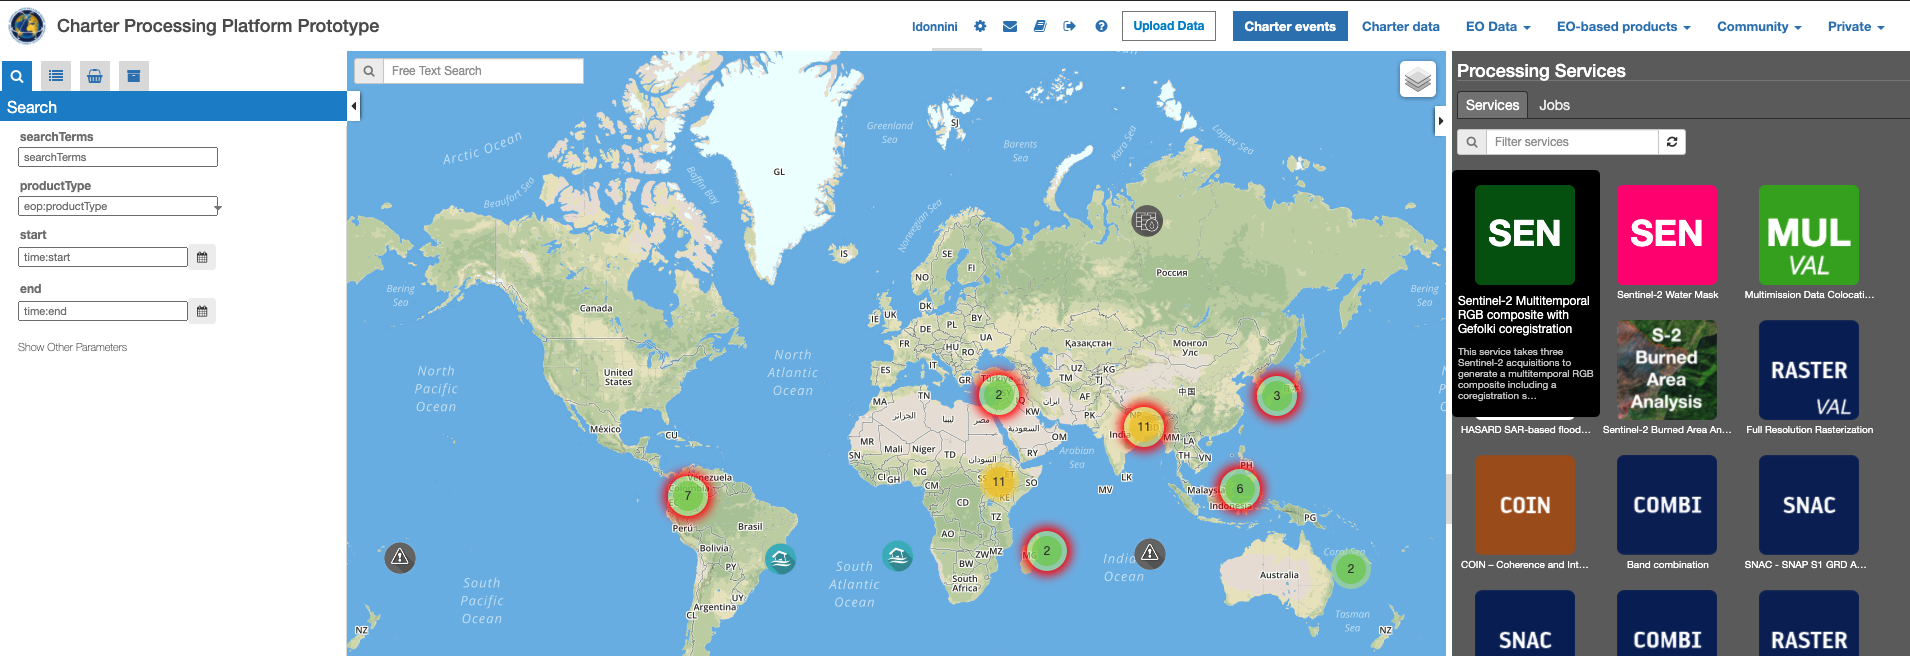 Charter Processing Platform Prototype
ldonnini
Upload Data
Charter events
Charter data
EO Data
EO-based products
Community
Private
Search
searchTerms
searchTerms
productType
eop:productType
start
time:start
end
time:end
Show Other Parameters
Free Text Search
Arctic Ocean
Beaufort Sea
Baffin Bay
Greenland
Sea
Norwegian Sea
Barents
Sea
Kara Sea
Laptev Sea
Bering
Sea
Bering
Sea
GL
SJ
IS
NO
SE
FI
DK
IE
UK
BY
DE
PL
UA
FR
HU
RO
ES
IT
GR
Россия
Қазақстан
Монгол
Улс
中国
Canada
United
States
México
CU
North
Pacific
Ocean
North
Atlantic
Ocean
MA
TN
الجزائر
ليبيا
مصر
السعودية
ایران
KW
OM
UZ
KG
TM
TJ
AF
PK
MR
Mali
Niger
TD
السودان
YE
SN
CI
GH
NG
CM
SO
KE
CD
TZ
AO
ZW
MZ
BW
South
Africa
Arabian
Sea
India
MM
LA
TH
VN
LK
MV
PH
Malaysia
Indonesia
PG
Venezuela
Colombia
Perú
Brasil
Bolivia
PY
UY
CL
Argentina
South
Pacific
Ocean
South
Atlantic
Ocean
Ocean
Australia
Coral Sea
Tasman
Sea
NZ
NZ
2
3
11
11
7
6
2
2
Processing Services
Services
Jobs
Filter services
SEN
Sentinel-2 Multitemporal
RGB composite with
Gefolki coregistration
This service takes three
Sentinel-2 acquisitions to
generate a multitemporal RGB
composite including a
coregistration s...
SEN
Sentinel-2 Water Mask
MUL
VAL
Multimission Data Colocati...
HASARD SAR-based flood...
S-2
Burned
Area
Analysis
Sentinel-2 Burned Area An...
RASTER
VAL
Full Resolution Rasterization
COIN
COIN – Coherence and Int...
COMBI
Band combination
SNAC
SNAC - SNAP S1 GRD A...
SNAC
COMBI
RASTER